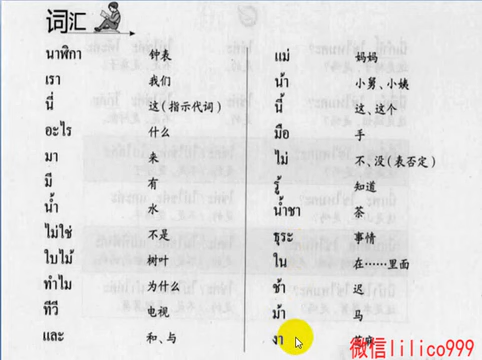 词汇
นาฬิกา 钟表
เรา 我们
นี่ 这(指示代词)
อะไร 什么
มา 来
มี 有
น้ำ 水
ไม่ใช่ 不是
ใบไม้ 树叶
ทำไม 为什么
ทีวี 电视
และ 和、与
แม่ 妈妈
น้า 小舅、小姨
นี้ 这、这个
มือ 手
ไม่ 不、没(表否定)
รู้ 知道
น้ำชา 茶
ธุระ 事情
ใน 在……里面
ช้า 迟
ม้า 马
งา
微信lilico999